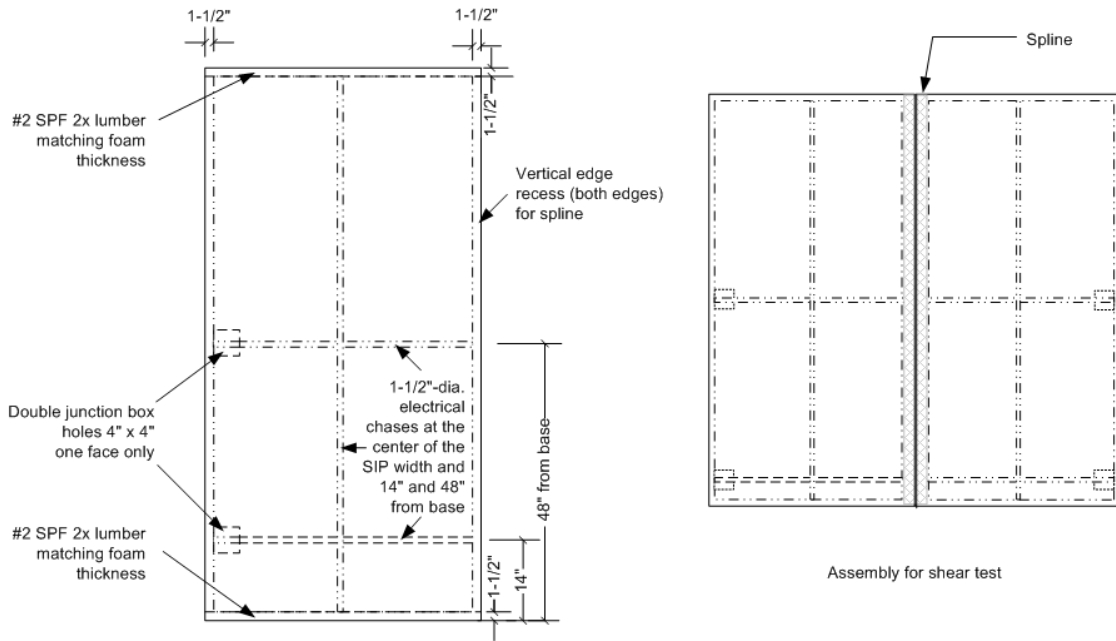 1-1/2"
1-1/2"
Spline
#2 SPF 2x lumber
matching foam
thickness
1-1/2"
Vertical edge
recess (both edges)
for spline
Double junction box
holes 4" x 4"
one face only
1-1/2"-dia.
electrical
chases at the
center of the
SIP width and
14" and 48"
from base
48" from base
#2 SPF 2x lumber
matching foam
thickness
1-1/2"
14"
Assembly for shear test